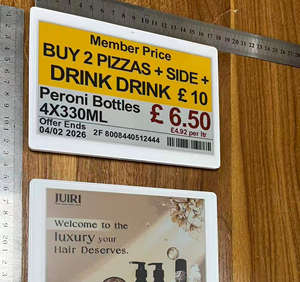 Member Price
BUY 2 PIZZAS + SIDE +
DRINK DRINK £10
Peroni Bottles
4X330ML
£ 6.50
Offer Ends
04/02 2026
2F 8008440512444
£4.92 per ltr
JUIRI
Welcome to the
luxury your
Hair Deserves.